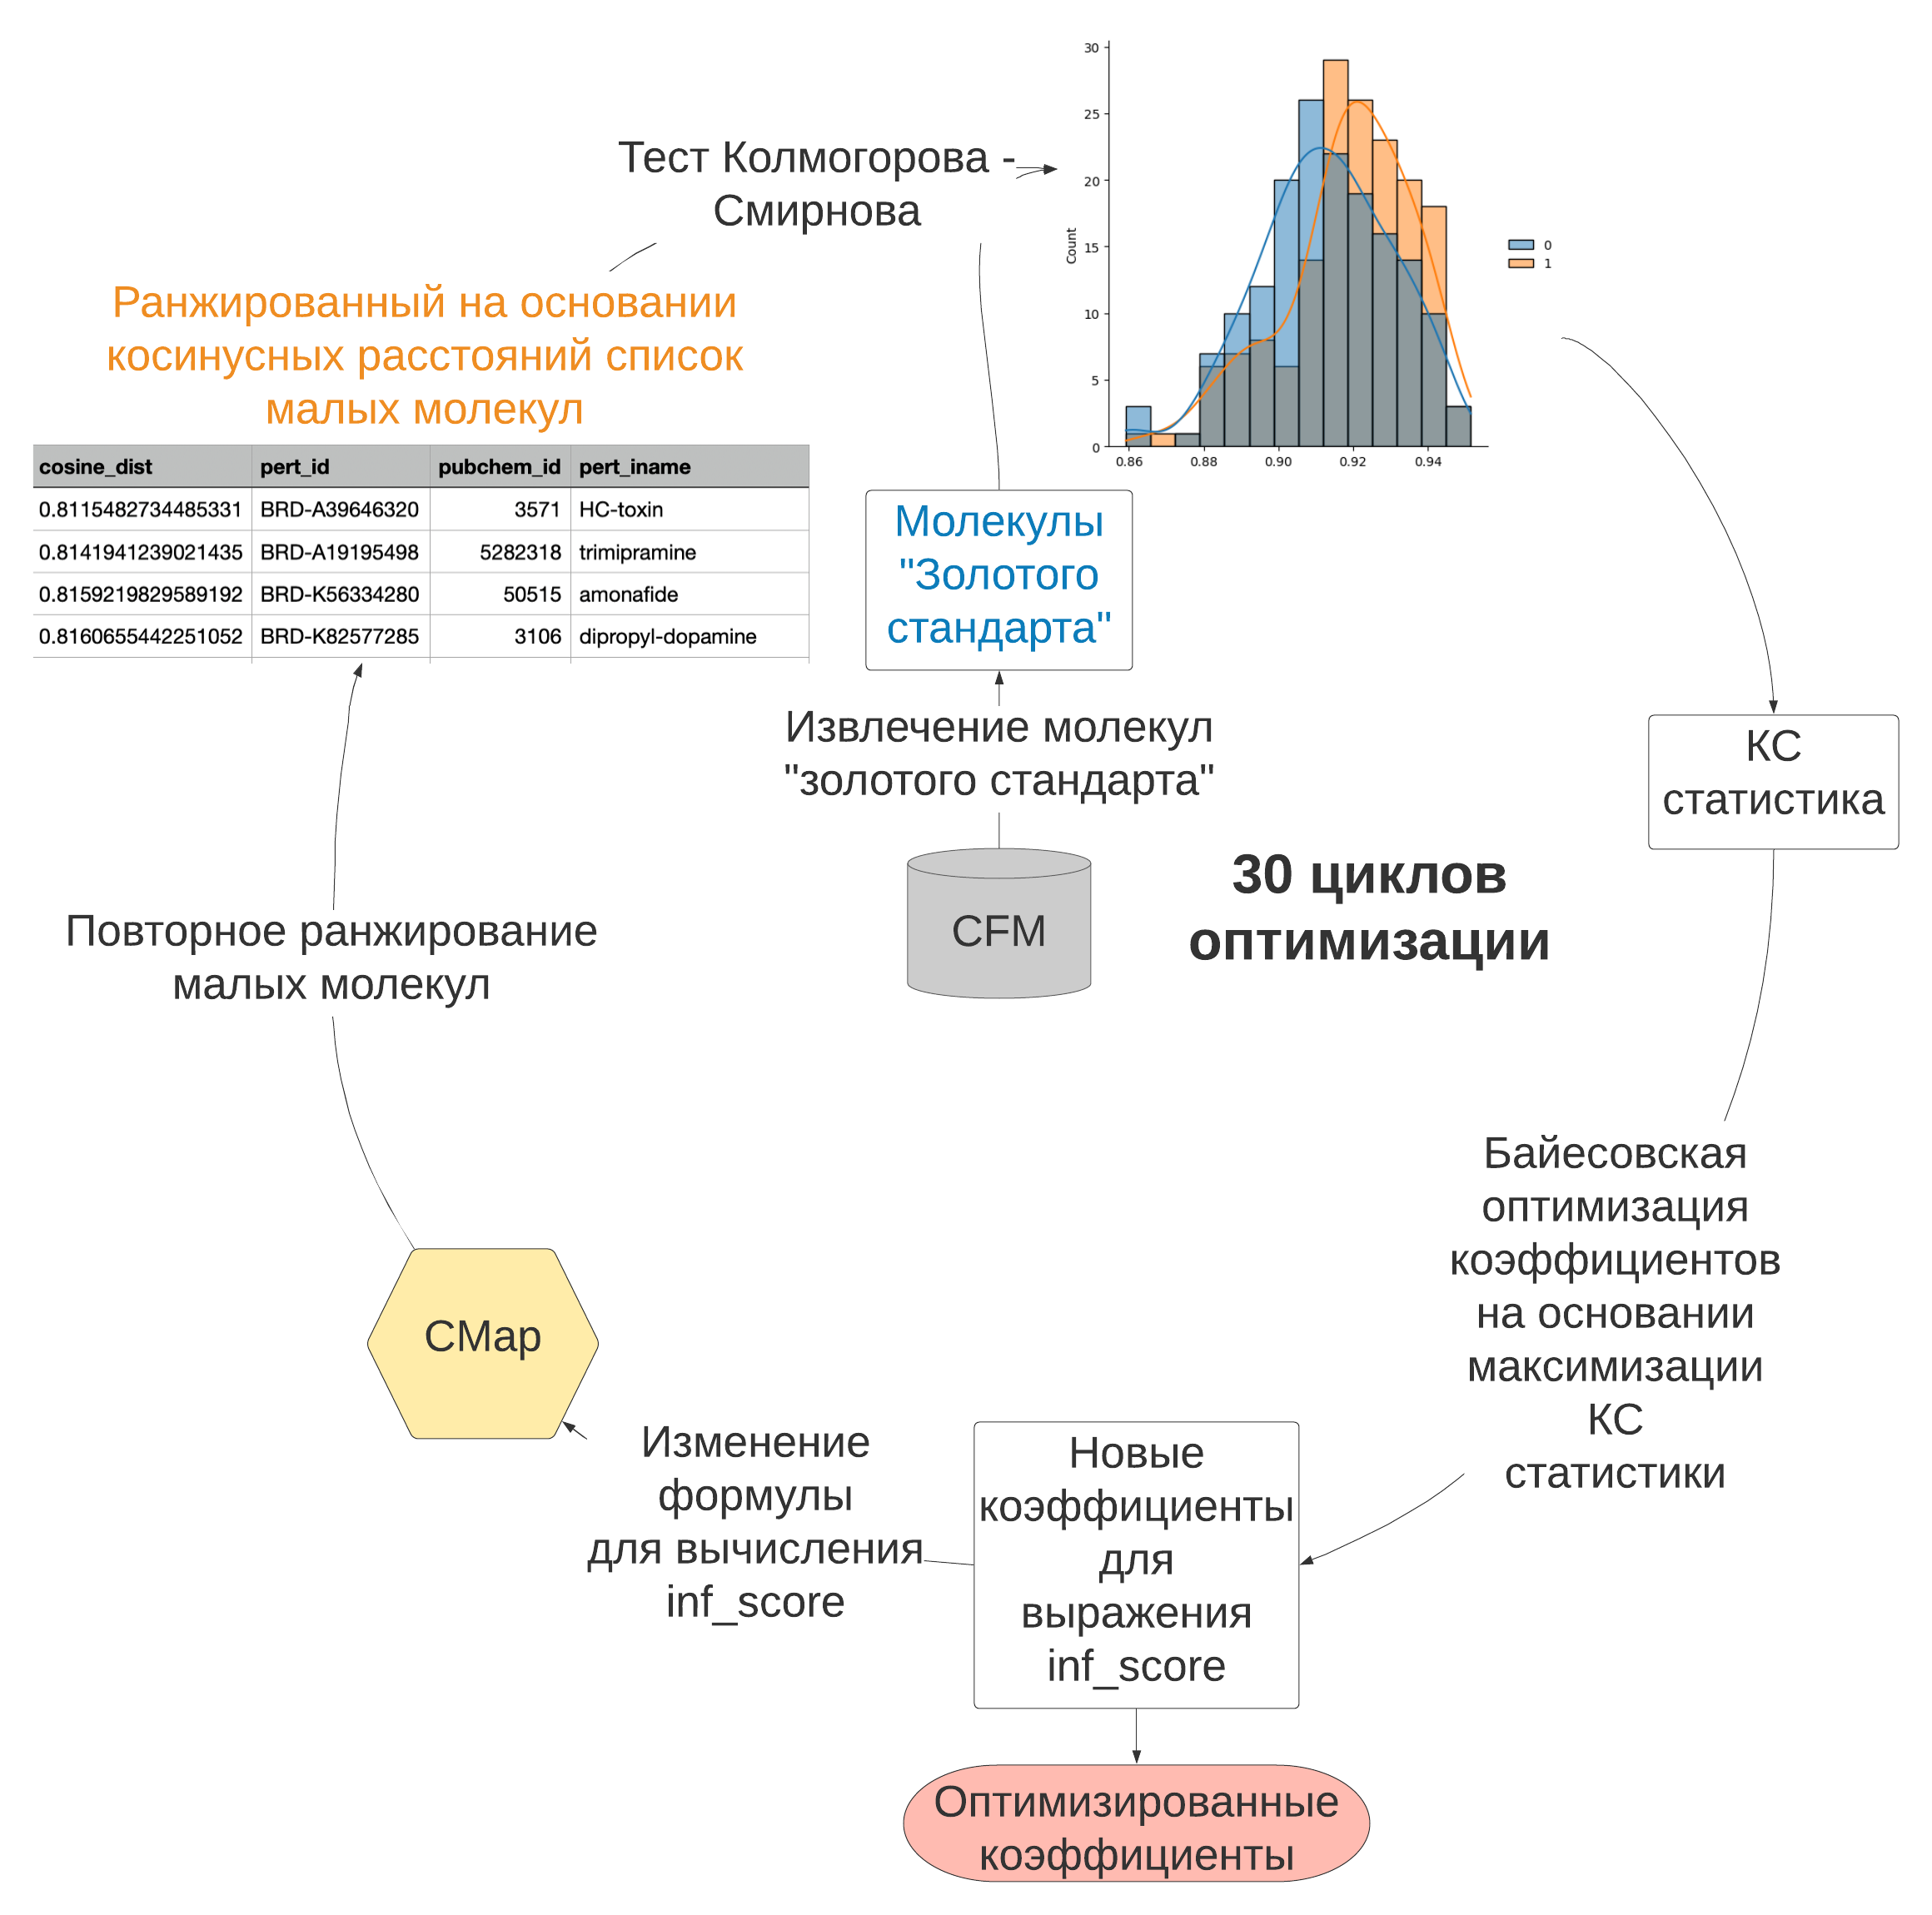 Тест Колмогорова -
Смирнова
30
25
20
15
10
5
0
Count
0.86 0.88 0.90 0.92 0.94
0
1
Ранжированный на основании
косинусных расстояний список
малых молекул
cosine_dist pert_id pubchem_id pert_iname
0.8115482734485331 BRD-A39646320 3571 HC-toxin
0.8141941239021435 BRD-A19195498 5282318 trimipramine
0.8159219829589192 BRD-K56334280 50515 amonafide
0.8160655442251052 BRD-K82577285 3106 dipropyl-dopamine
Молекулы
"Золотого
стандарта"
Извлечение молекул
"золотого стандарта"
CFM
30 циклов
оптимизации
КС
статистика
Повторное ранжирование
малых молекул
Байесовская
оптимизация
коэффициентов
на основании
максимизации
КС
статистики
CMap
Изменение
формулы
для вычисления
inf_score
Новые
коэффициенты
для
выражения
inf_score
Оптимизированные
коэффициенты